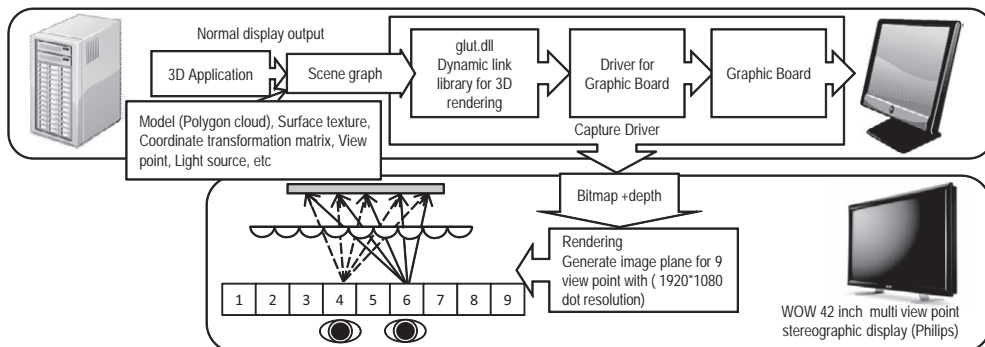 Normal display output
3D Application
Scene graph
glut.dll
Dynamic link
library for 3D
rendering
Driver for
Graphic Board
Graphic Board
Capture Driver
Model (Polygon cloud), Surface texture,
Coordinate transformation matrix, View
point, Light source, etc
Bitmap +depth
Rendering
Generate image plane for 9
view point with ( 1920*1080
dot resolution)
1 2 3 4 5 6 7 8 9
WOW 42 inch multi view point
stereographic display (Philips)